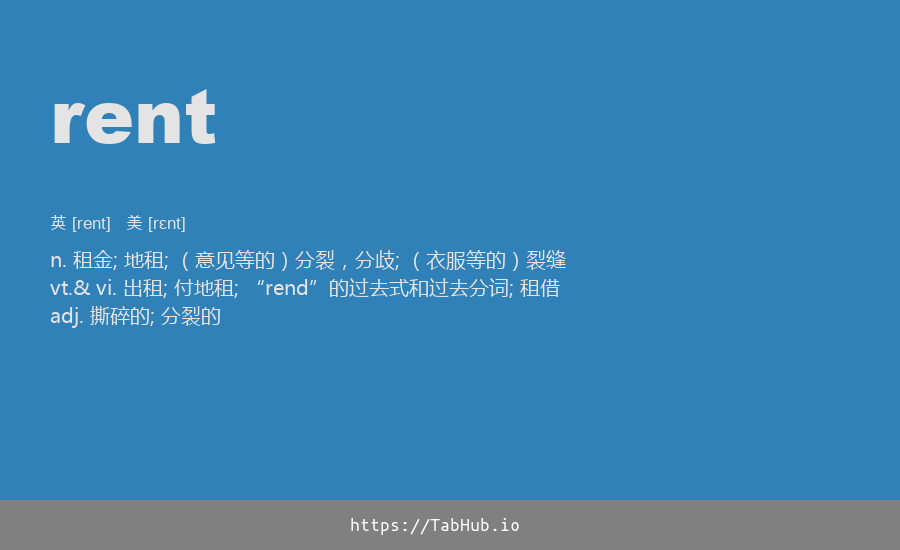 rent
英 [rent] 美 [rɛnt]
n. 租金; 地租; （意见等的）分裂，分歧; （衣服等的）裂缝
vt.& vi. 出租; 付地租; “rend”的过去式和过去分词; 租借
adj. 撕碎的; 分裂的
https://TabHub.io